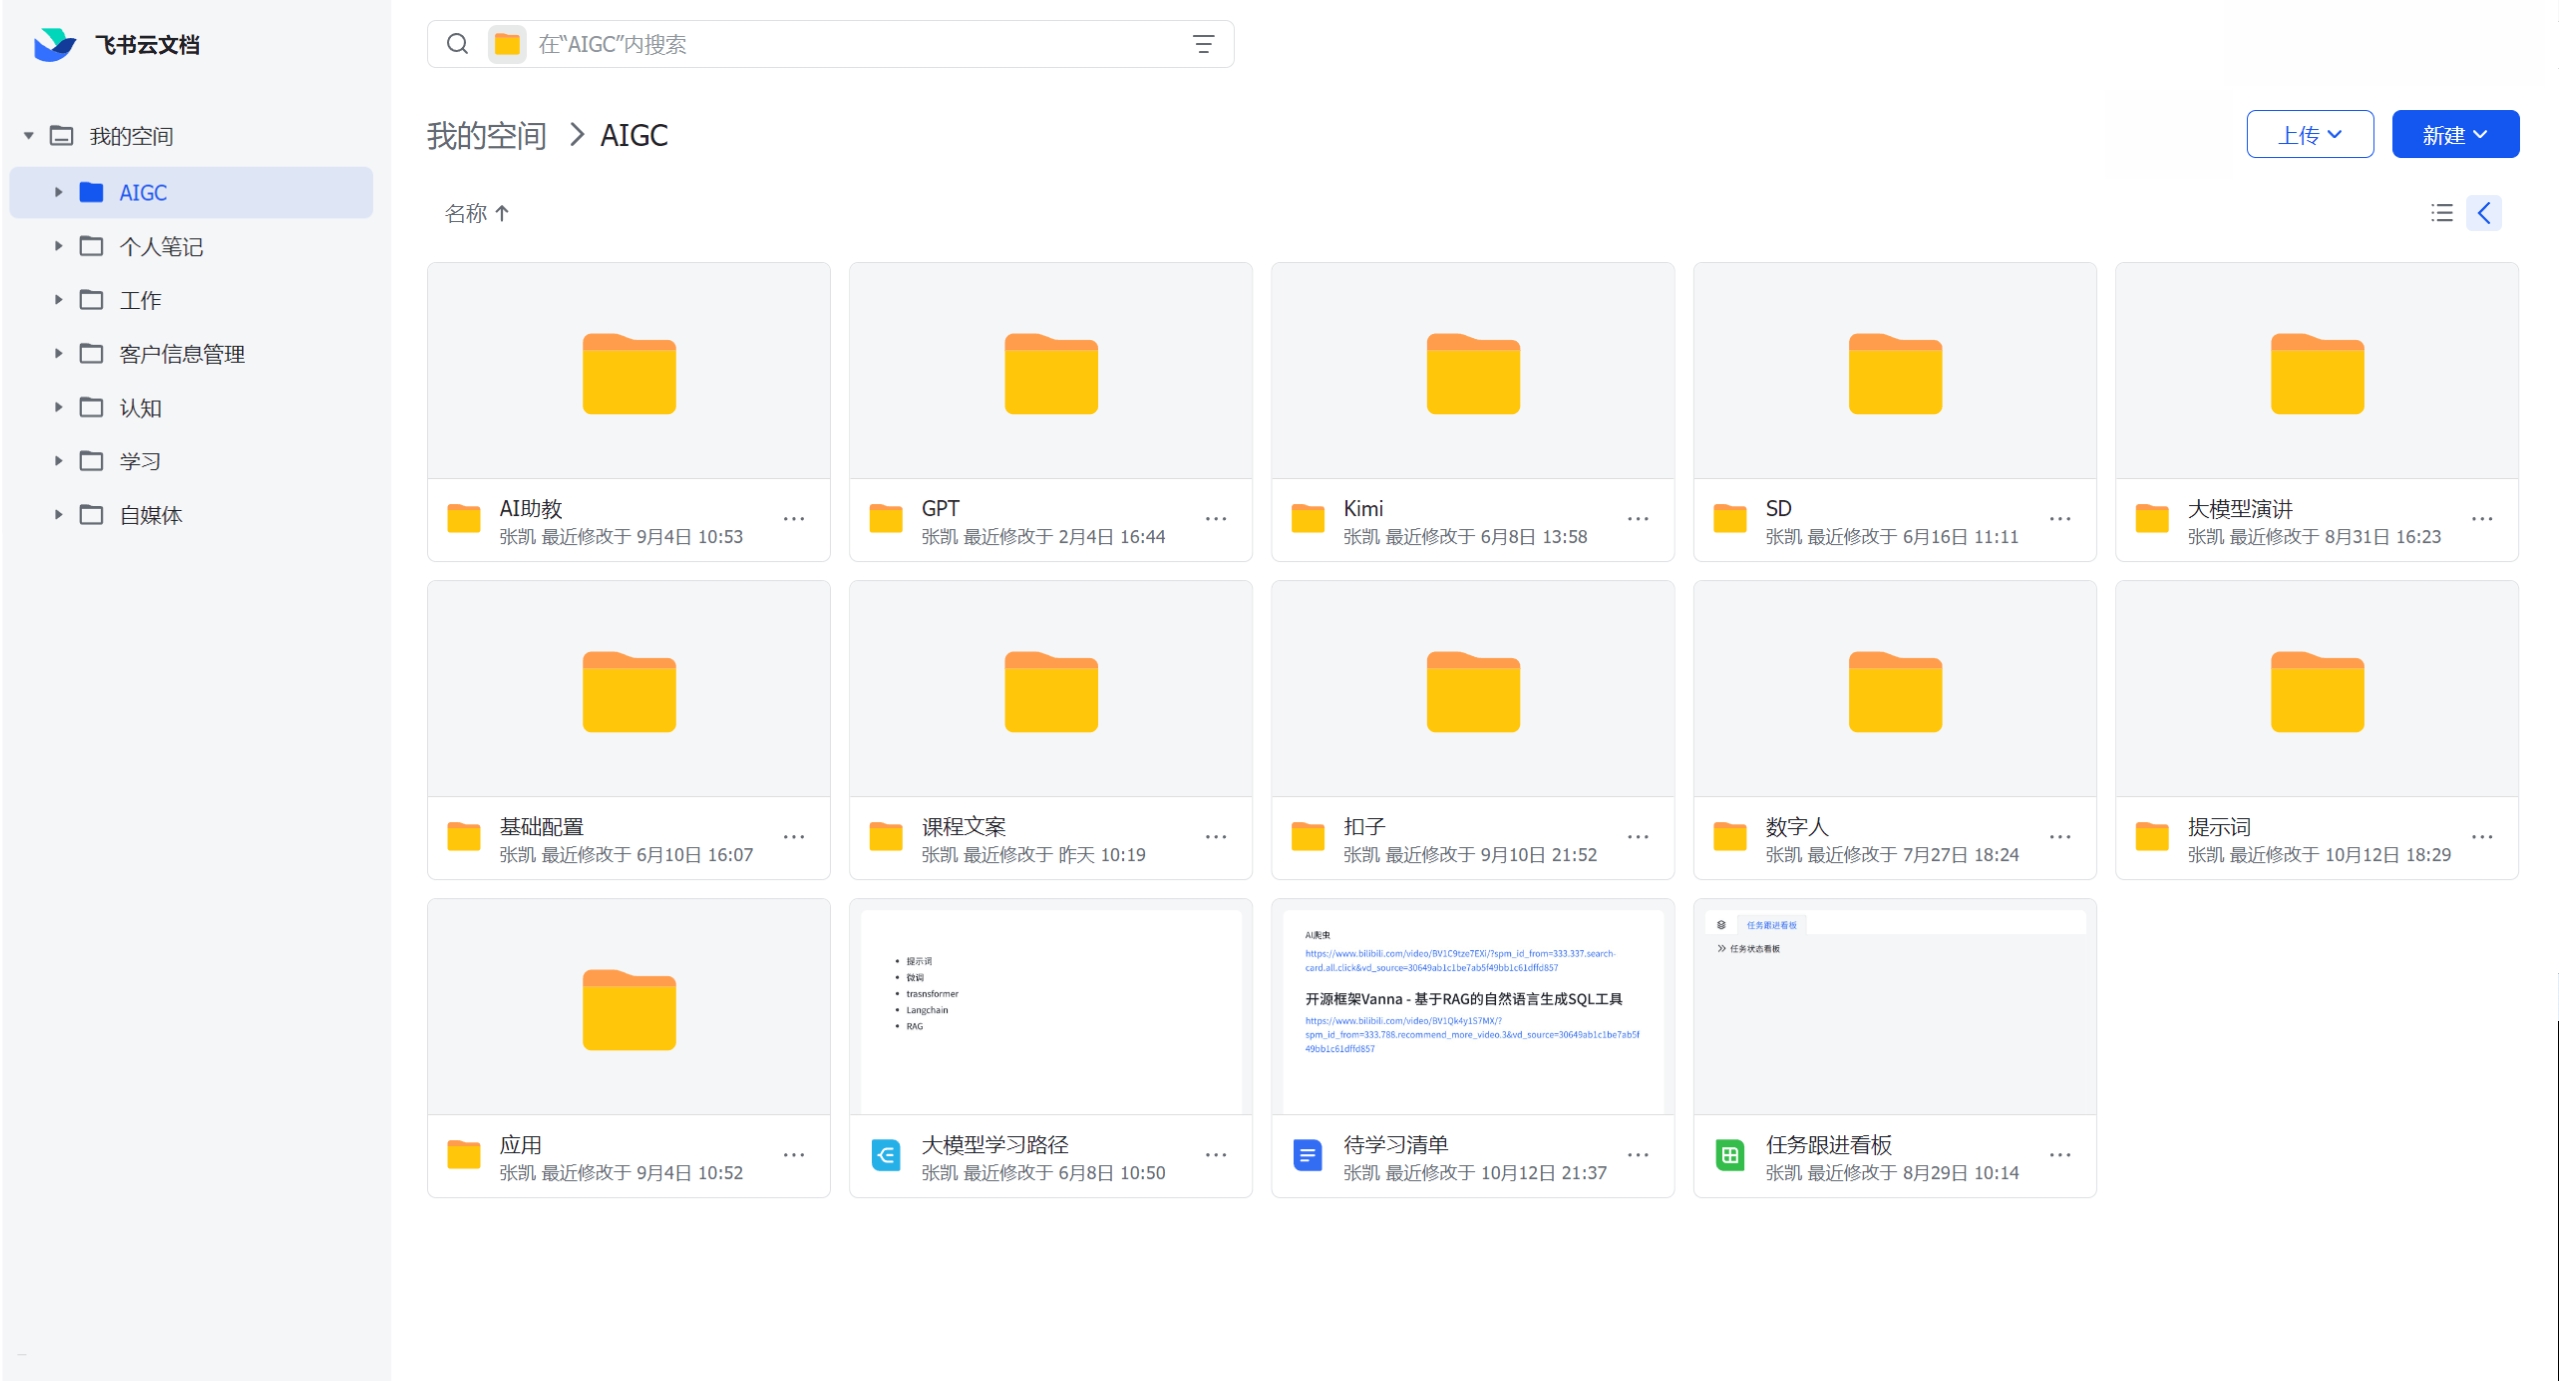 飞书云文档
在“AIGC”内搜索
我的空间
AIGC
个人笔记
工作
客户信息管理
认知
学习
自媒体
我的空间 > AIGC
上传
新建
名称 ↑
AI助教
张凯 最近修改于 9月4日 10:53
GPT
张凯 最近修改于 2月4日 16:44
Kimi
张凯 最近修改于 6月8日 13:58
SD
张凯 最近修改于 6月16日 11:11
大模型演讲
张凯 最近修改于 8月31日 16:23
基础配置
张凯 最近修改于 6月10日 16:07
课程文案
张凯 最近修改于 昨天 10:19
扣子
张凯 最近修改于 9月10日 21:52
数字人
张凯 最近修改于 7月27日 18:24
提示词
张凯 最近修改于 10月12日 18:29
应用
张凯 最近修改于 9月4日 10:52
• 提示词
• 微调
• trasnsformer
• Langchain
• RAG
大模型学习路径
张凯 最近修改于 6月8日 10:50
AI爬虫
https://www.bilibili.com/video/BV1C9tze7EXi/?spm_id_from=333.337.search-
card.all.click&vd_source=30649ab1c1be7ab5f49bb1c61dffd857
开源框架Vanna - 基于RAG的自然语言生成SQL工具
https://www.bilibili.com/video/BV1Qk4y1S7MX/?
spm_id_from=333.788.recommend_more_video.3&vd_source=30649ab1c1be7ab5f
49bb1c61dffd857
待学习清单
张凯 最近修改于 10月12日 21:37
任务跟进看板
任务状态看板
任务跟进看板
张凯 最近修改于 8月29日 10:14